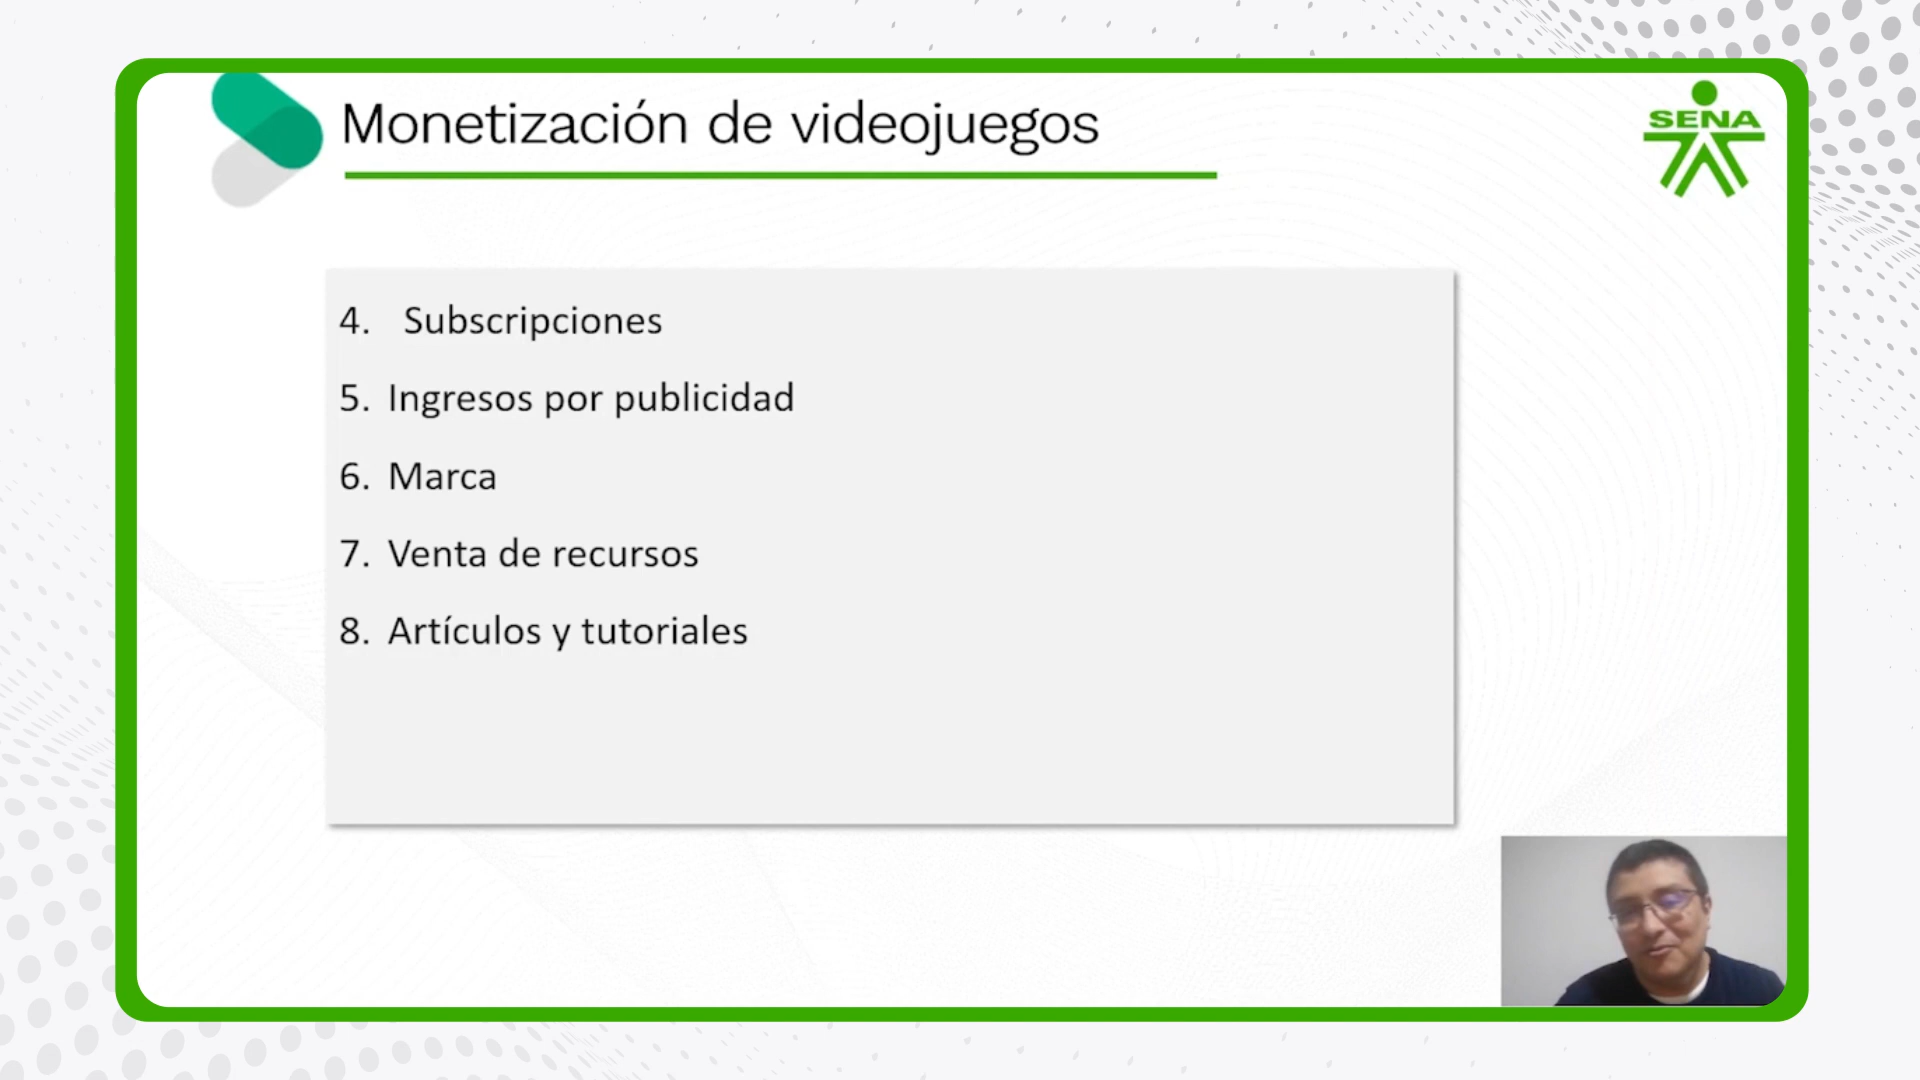 Monetización de videojuegos
SENA
4. Subscripciones
5. Ingresos por publicidad
6. Marca
7. Venta de recursos
8. Artículos y tutoriales